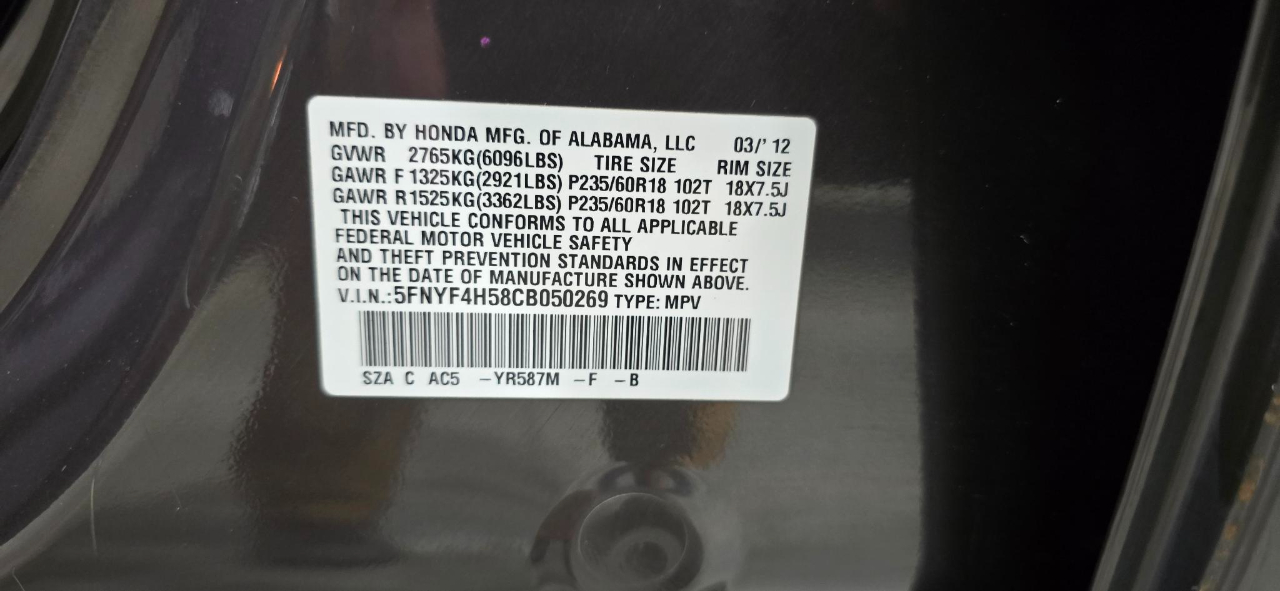 MFD. BY HONDA MFG. OF ALABAMA, LLC 03/' 12
GVWR 2765KG(6096LBS) TIRE SIZE RIM SIZE
GAWR F 1325KG(2921LBS) P235/60R18 102T 18X7.5J
GAWR R1525KG(3362LBS) P235/60R18 102T 18X7.5J
THIS VEHICLE CONFORMS TO ALL APPLICABLE
FEDERAL MOTOR VEHICLE SAFETY
AND THEFT PREVENTION STANDARDS IN EFFECT
ON THE DATE OF MANUFACTURE SHOWN ABOVE.
V.I.N.:5FNYF4H58CB050269 TYPE: MPV
SZA C AC5 -YR587M -F -B